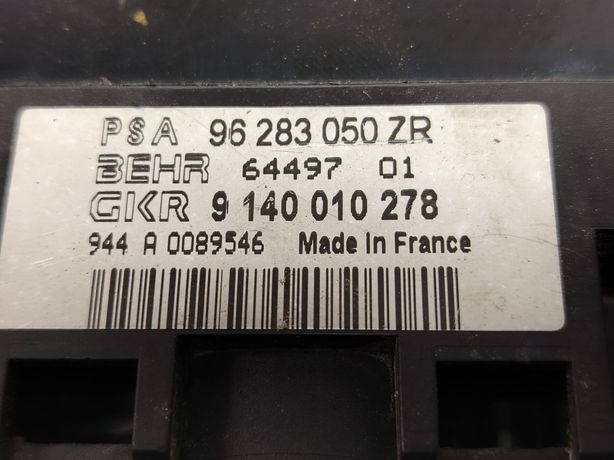 PSA 96 283 050 ZR
BEHR 64497 01
GKR 9 140 010 278
944 A 0089546 Made in France